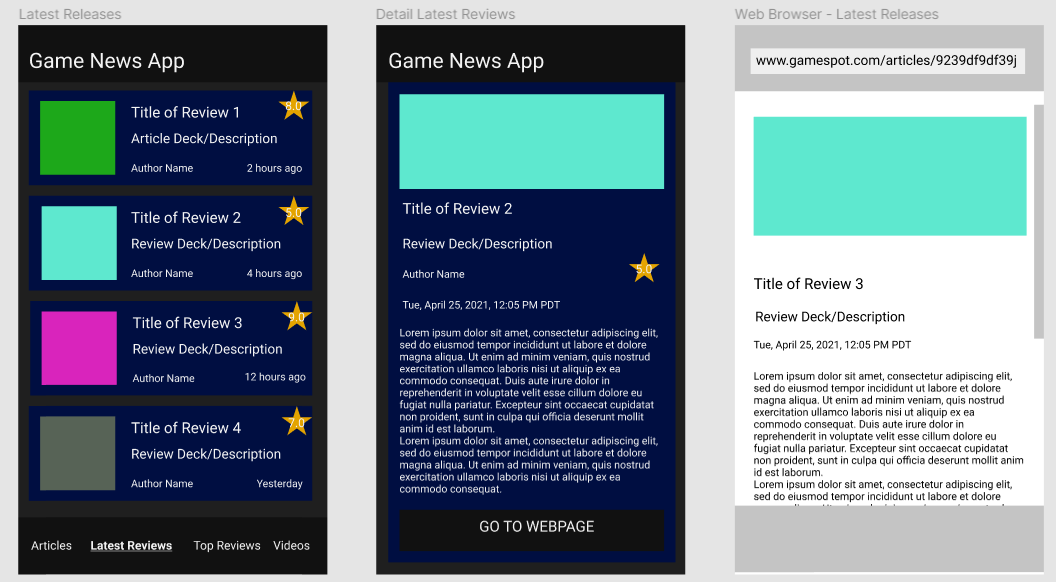 Latest Releases
Game News App
Title of Review 1
8.0
Article Deck/Description
Author Name
2 hours ago
Title of Review 2
5.0
Review Deck/Description
Author Name
4 hours ago
Title of Review 3
9.0
Review Deck/Description
Author Name
12 hours ago
Title of Review 4
7.0
Review Deck/Description
Author Name
Yesterday
Articles
Latest Reviews
Top Reviews
Videos
Detail Latest Reviews
Game News App
Title of Review 2
Review Deck/Description
Author Name
5.0
Tue, April 25, 2021, 12:05 PM PDT
Lorem ipsum dolor sit amet, consectetur adipiscing elit,
sed do eiusmod tempor incididunt ut labore et dolore
magna aliqua. Ut enim ad minim veniam, quis nostrud
exercitation ullamco laboris nisi ut aliquip ex ea
commodo consequat. Duis aute irure dolor in
reprehenderit in voluptate velit esse cillum dolore eu
fugiat nulla pariatur. Excepteur sint occaecat cupidatat
non proident, sunt in culpa qui officia deserunt mollit
anim id est laborum.
Lorem ipsum dolor sit amet, consectetur adipiscing elit,
sed do eiusmod tempor incididunt ut labore et dolore
magna aliqua. Ut enim ad minim veniam, quis nostrud
exercitation ullamco laboris nisi ut aliquip ex ea
commodo consequat.
GO TO WEBPAGE
Web Browser - Latest Releases
www.gamespot.com/articles/9239df9df39j
Title of Review 3
Review Deck/Description
Tue, April 25, 2021, 12:05 PM PDT
Lorem ipsum dolor sit amet, consectetur adipiscing elit,
sed do eiusmod tempor incididunt ut labore et dolore
magna aliqua. Ut enim ad minim veniam, quis nostrud
exercitation ullamco laboris nisi ut aliquip ex ea
commodo consequat. Duis aute irure dolor in
reprehenderit in voluptate velit esse cillum dolore eu
fugiat nulla pariatur. Excepteur sint occaecat cupidatat
non proident, sunt in culpa qui officia deserunt mollit anim
id est laborum.
Lorem ipsum dolor sit amet, consectetur adipiscing elit,
sed do eiusmod tempor incididunt ut labore et dolore